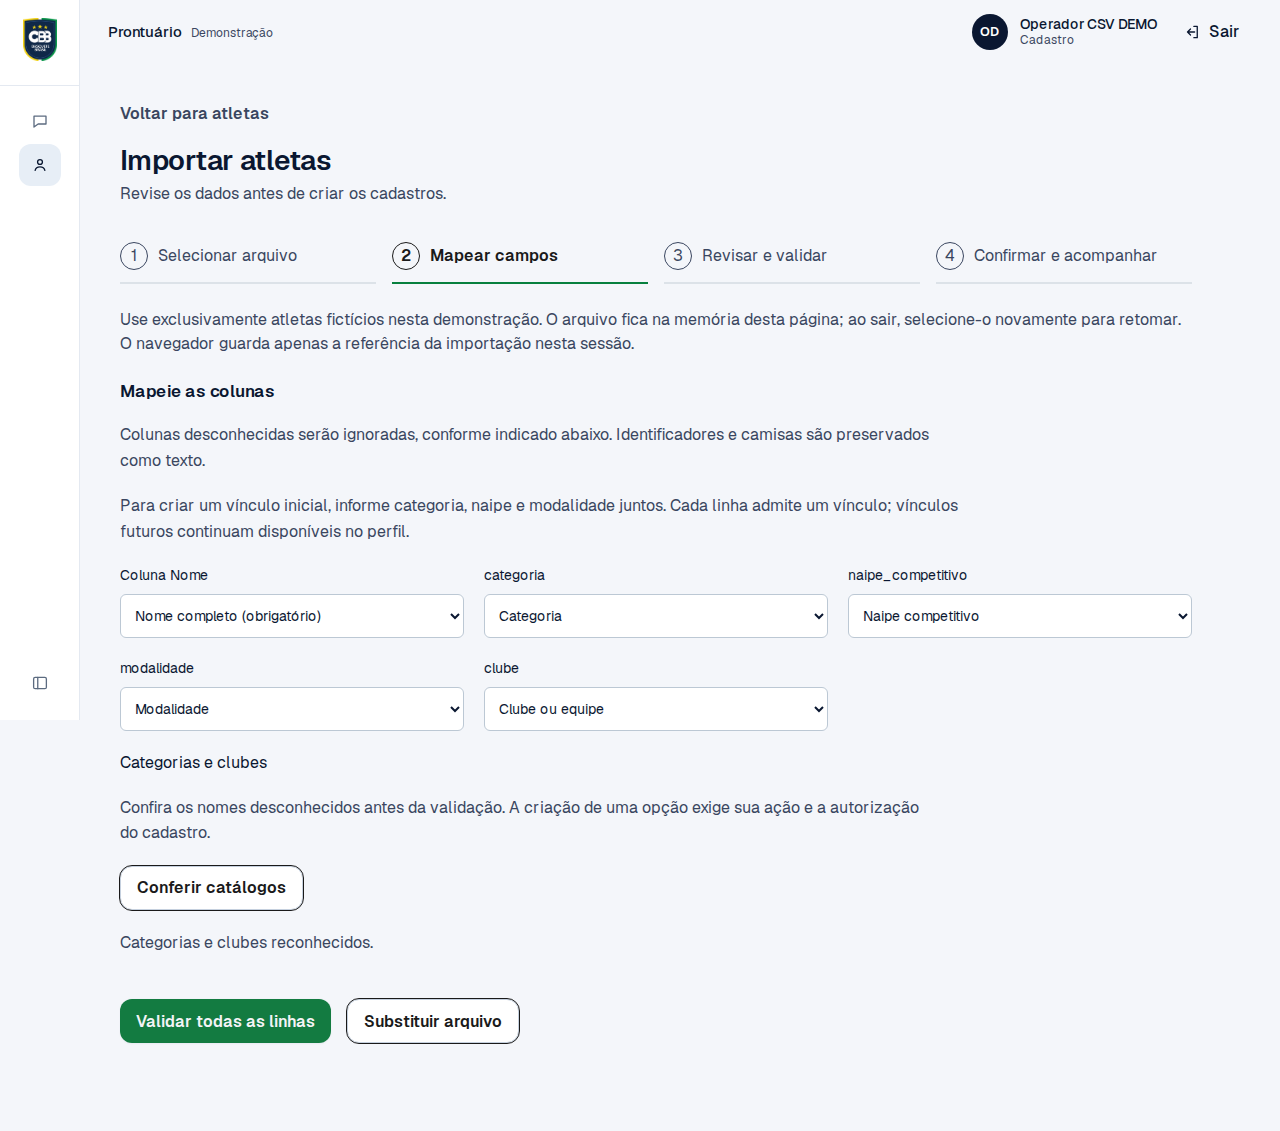 CBB
Prontuário Demonstração
OD
Operador CSV DEMO
Cadastro
Sair
Voltar para atletas
Importar atletas
Revise os dados antes de criar os cadastros.
1 Selecionar arquivo
2 Mapear campos
3 Revisar e validar
4 Confirmar e acompanhar
Use exclusivamente atletas fictícios nesta demonstração. O arquivo fica na memória desta página; ao sair, selecione-o novamente para retomar.
O navegador guarda apenas a referência da importação nesta sessão.
Mapeie as colunas
Colunas desconhecidas serão ignoradas, conforme indicado abaixo. Identificadores e camisas são preservados
como texto.
Para criar um vínculo inicial, informe categoria, naipe e modalidade juntos. Cada linha admite um vínculo; vínculos
futuros continuam disponíveis no perfil.
Coluna Nome
categoria
naipe_competitivo
Nome completo (obrigatório)
Categoria
Naipe competitivo
modalidade
clube
Modalidade
Clube ou equipe
Categorias e clubes
Confira os nomes desconhecidos antes da validação. A criação de uma opção exige sua ação e a autorização
do cadastro.
Conferir catálogos
Categorias e clubes reconhecidos.
Validar todas as linhas
Substituir arquivo